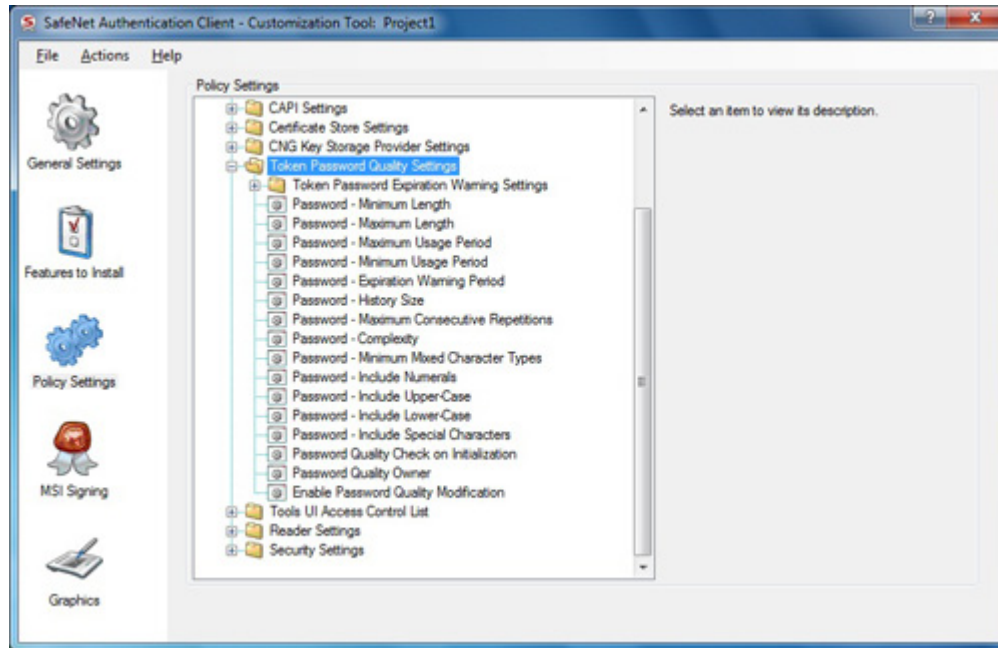 SafeNet Authentication Client - Customization Tool: Project1
File Actions Help
General Settings
Features to Install
Policy Settings
MSI Signing
Graphics
Policy Settings
CAPI Settings
Certificate Store Settings
CNG Key Storage Provider Settings
Token Password Quality Settings
Token Password Expiration Warning Settings
Password - Minimum Length
Password - Maximum Length
Password - Maximum Usage Period
Password - Minimum Usage Period
Password - Expiration Warning Period
Password - History Size
Password - Maximum Consecutive Repetitions
Password - Complexity
Password - Minimum Mixed Character Types
Password - Include Numerals
Password - Include Upper-Case
Password - Include Lower-Case
Password - Include Special Characters
Password Quality Check on Initialization
Password Quality Owner
Enable Password Quality Modification
Tools UI Access Control List
Reader Settings
Security Settings
Select an item to view its description.